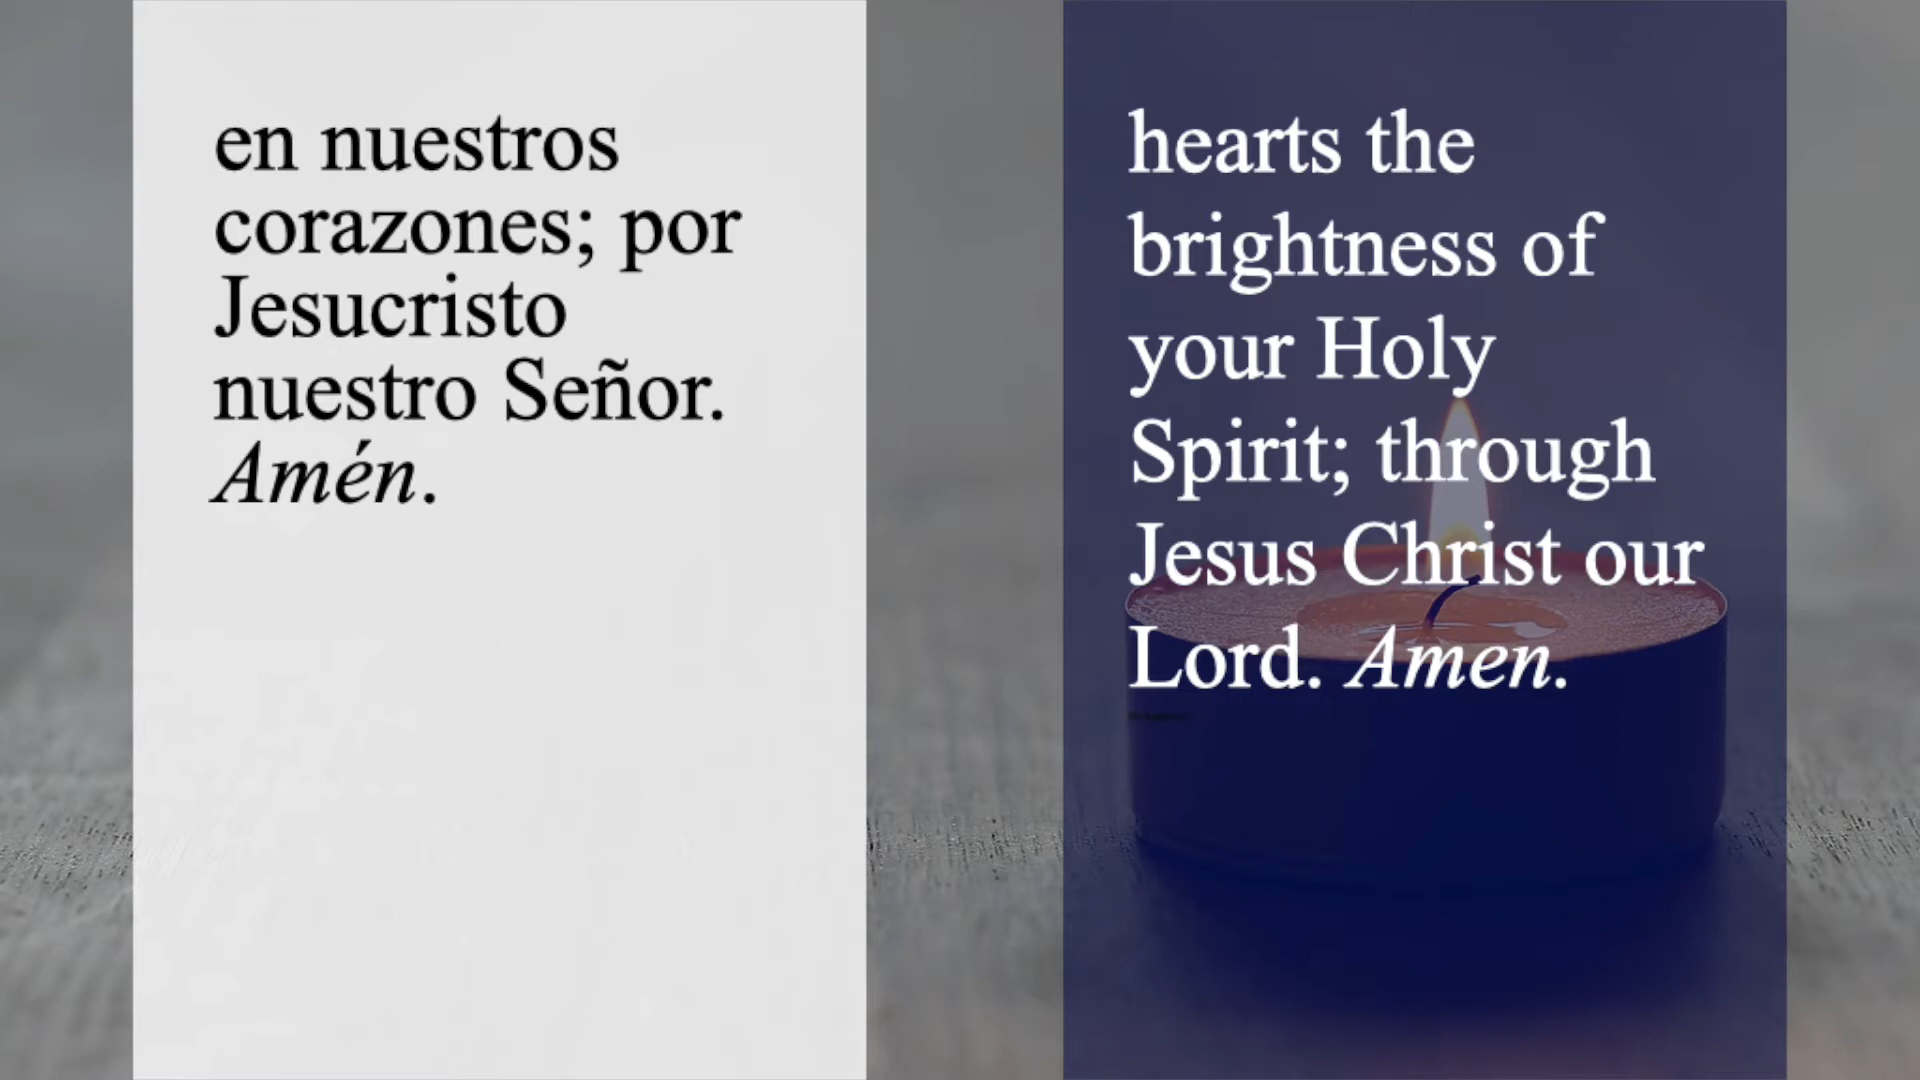 en nuestros
corazones; por
Jesucristo
nuestro Señor.
Amén.
hearts the
brightness of
your Holy
Spirit; through
Jesus Christ our
Lord. Amen.